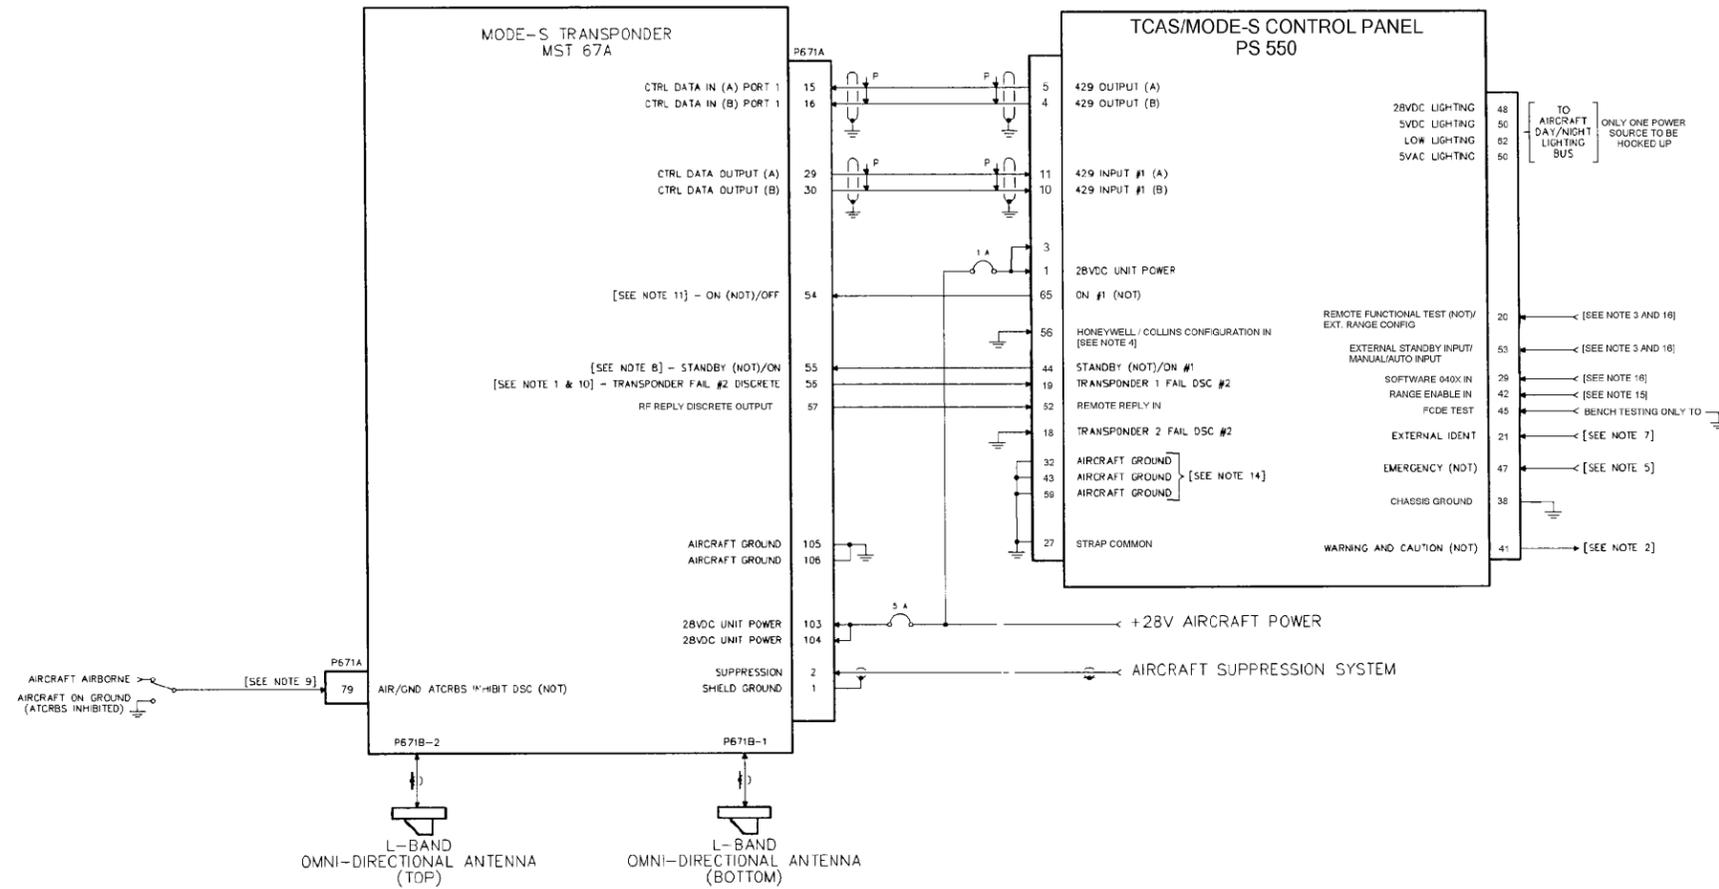 MODE-S TRANSPONDER
MST 67A
P671A
CTRL DATA IN (A) PORT 1 15
CTRL DATA IN (B) PORT 1 16
CTRL DATA OUTPUT (A) 29
CTRL DATA OUTPUT (B) 30
[SEE NOTE 11] - ON (NOT)/OFF 54
[SEE NOTE 8] - STANDBY (NOT)/ON 55
[SEE NOTE 1 & 10] - TRANSPONDER FAIL #2 DISCRETE
RF REPLY DISCRETE OUTPUT 57
AIRCRAFT GROUND 105
AIRCRAFT GROUND 106
28VDC UNIT POWER 103
28VDC UNIT POWER 104
SUPPRESSION 2
SHIELD GROUND 1
P P
P P
1 A
5 A
TCAS/MODE-S CONTROL PANEL
PS 550
5 429 OUTPUT (A)
4 429 OUTPUT (B)
11 429 INPUT #1 (A)
10 429 INPUT #1 (B)
3
1 28VDC UNIT POWER
65 ON #1 (NOT)
56 HONEYWELL / COLLINS CONFIGURATION IN
[SEE NOTE 4]
44 STANDBY (NOT)/ON #1
19 TRANSPONDER 1 FAIL DSC #2
52 REMOTE REPLY IN
18 TRANSPONDER 2 FAIL DSC #2
32 AIRCRAFT GROUND
43 AIRCRAFT GROUND [SEE NOTE 14]
59 AIRCRAFT GROUND
27 STRAP COMMON
28VDC LIGHTING 48
5VDC LIGHTING 50
LOW LIGHTING 62
5VAC LIGHTING 50
TO
AIRCRAFT
DAY/NIGHT
LIGHTING
BUS
ONLY ONE POWER
SOURCE TO BE
HOOKED UP
REMOTE FUNCTIONAL TEST (NOT)/
EXT. RANGE CONFIG 20 [SEE NOTE 3 AND 16]
EXTERNAL STANDBY INPUT/
MANUAL/AUTO INPUT 53 [SEE NOTE 3 AND 16]
SOFTWARE 040X IN 29 [SEE NOTE 16]
RANGE ENABLE IN 42 [SEE NOTE 15]
FCDE TEST 45 BENCH TESTING ONLY TO
EXTERNAL IDENT 21 [SEE NOTE 7]
EMERGENCY (NOT) 47 [SEE NOTE 5]
CHASSIS GROUND 38
WARNING AND CAUTION (NOT) 41 [SEE NOTE 2]
+28V AIRCRAFT POWER
AIRCRAFT SUPPRESSION SYSTEM
P671A
AIRCRAFT AIRBORNE
AIRCRAFT ON GROUND
(ATCRBS INHIBITED)
[SEE NOTE 9] 79 AIR/GND ATCRBS INHIBIT DSC (NOT)
P671B-2 P671B-1
L-BAND
OMNI-DIRECTIONAL ANTENNA
(TOP)
L-BAND
OMNI-DIRECTIONAL ANTENNA
(BOTTOM)